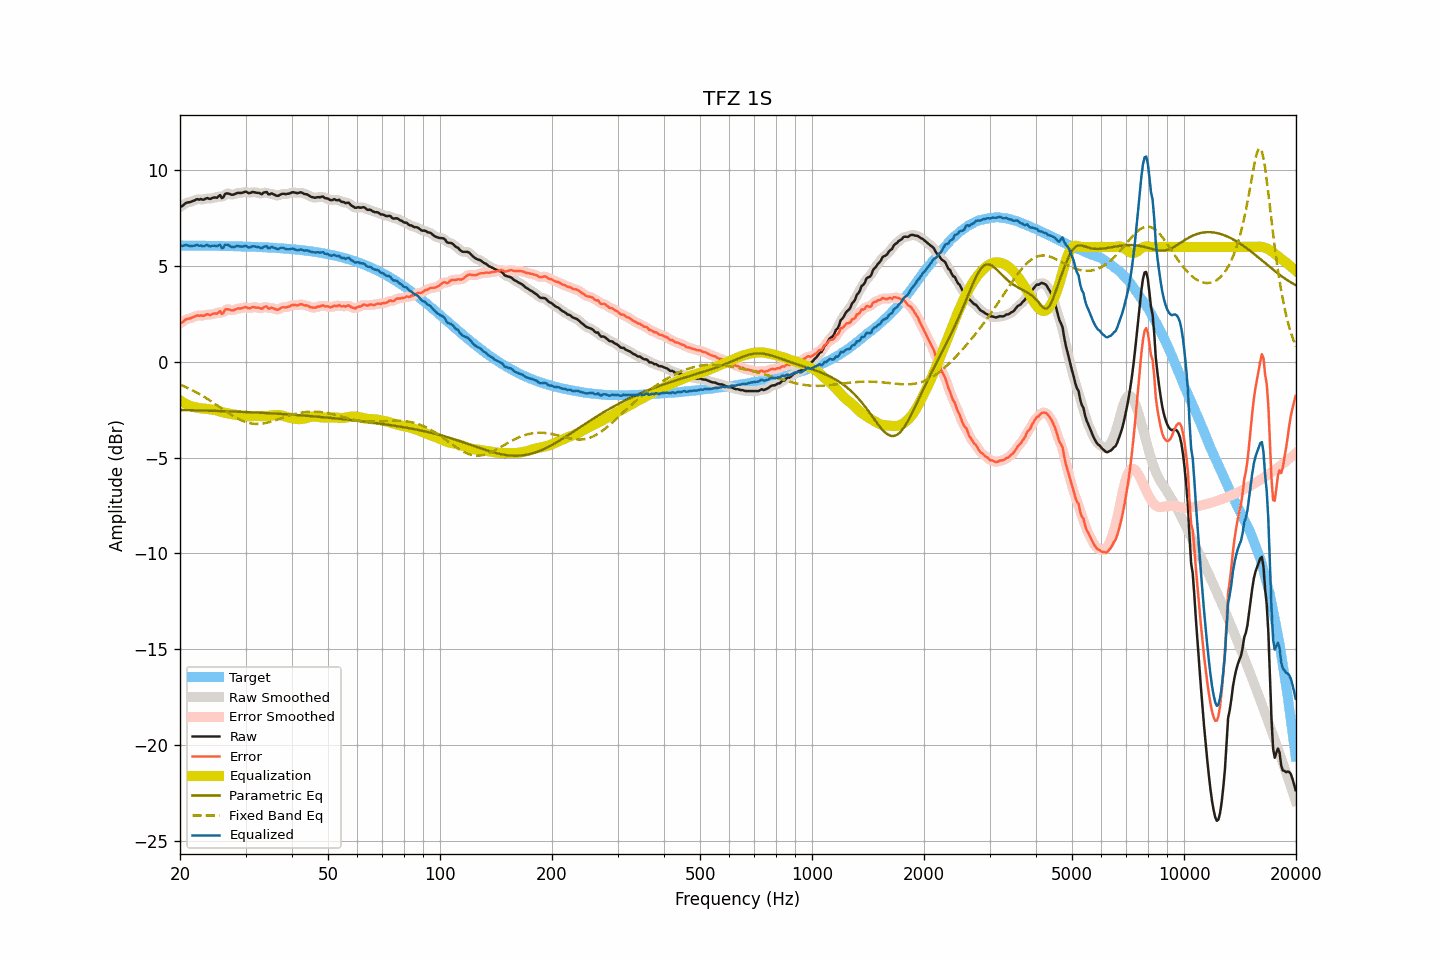 TFZ 1S
10
5
0
−5
−10
−15
−20
−25
Amplitude (dBr)
Target
Raw Smoothed
Error Smoothed
Raw
Error
Equalization
Parametric Eq
Fixed Band Eq
Equalized
20 50 100 200 500 1000 2000 5000 10000 20000
Frequency (Hz)